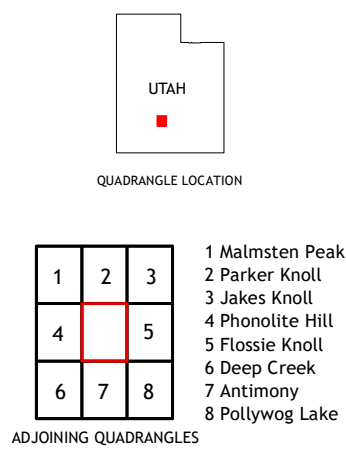 UTAH
QUADRANGLE LOCATION
1 2 3
4 5
6 7 8
1 Malmsten Peak
2 Parker Knoll
3 Jakes Knoll
4 Phonolite Hill
5 Flossie Knoll
6 Deep Creek
7 Antimony
8 Pollywog Lake
ADJOINING QUADRANGLES